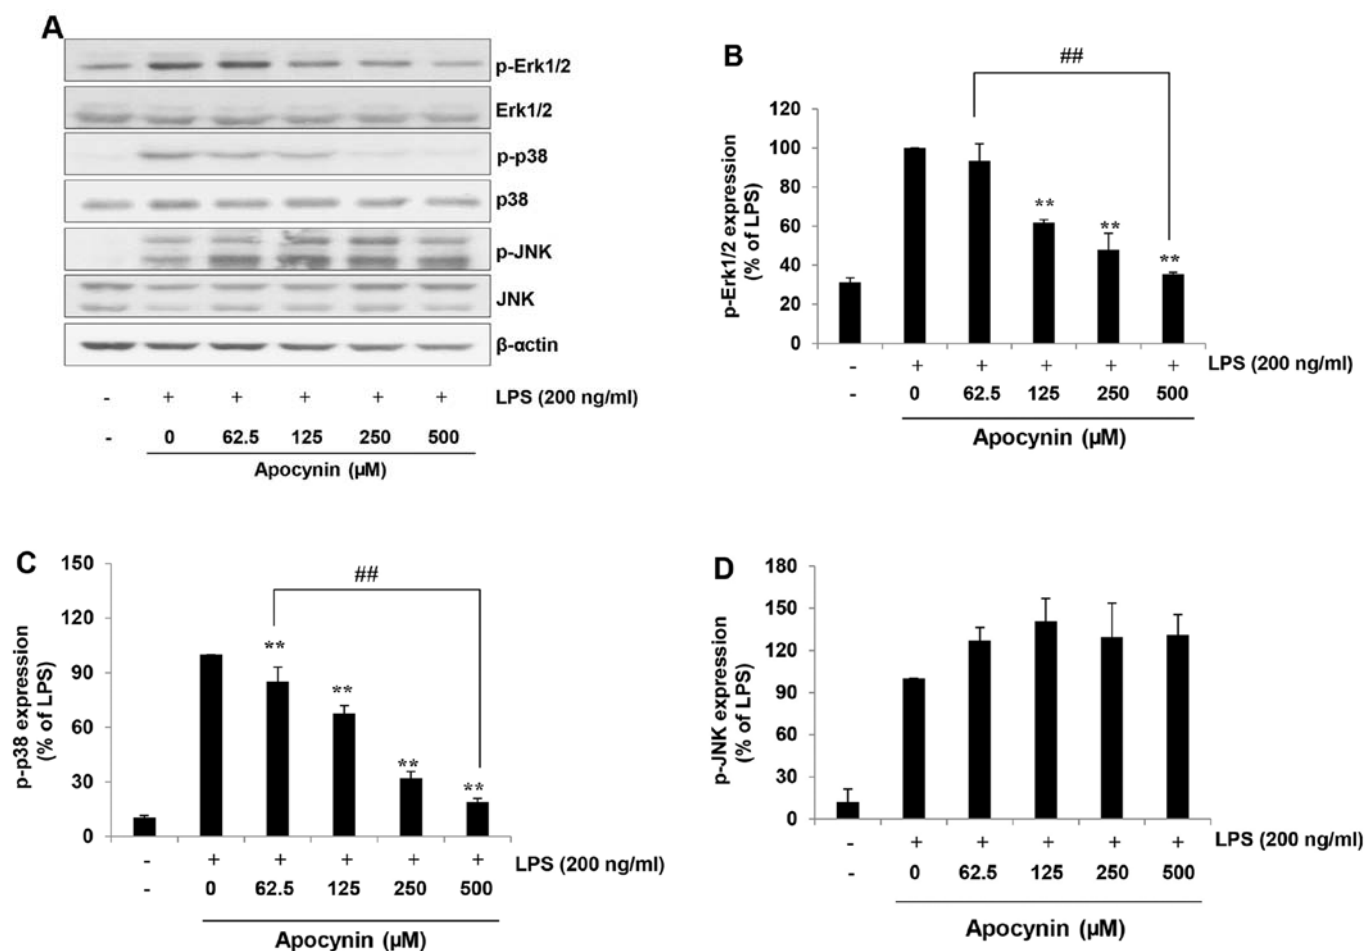 A
p-Erk1/2
Erk1/2
p-p38
p38
p-JNK
JNK
β-αctin
- + + + + + LPS (200 ng/ml)
- 0 62.5 125 250 500
Apocynin (μM)
B
##
p-Erk1/2 expression
(% of LPS)
120
100
80
60
40
20
0
**
**
**
- + + + + + LPS (200 ng/ml)
- 0 62.5 125 250 500
Apocynin (μM)
C
##
p-p38 expression
(% of LPS)
150
120
90
60
30
0
**
**
**
**
- + + + + + LPS (200 ng/ml)
- 0 62.5 125 250 500
Apocynin (μM)
D
p-JNK expression
(% of LPS)
180
150
120
90
60
30
0
- + + + + + LPS (200 ng/ml)
- 0 62.5 125 250 500
Apocynin (μM)